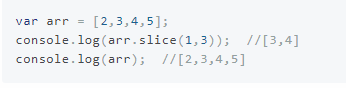 var arr = [2,3,4,5];
console.log(arr.slice(1,3));  //[3,4]
console.log(arr);  //[2,3,4,5]